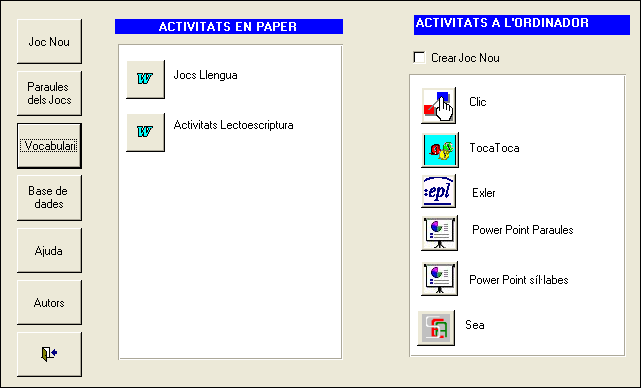 Joc Nou
Paraules
dels Jocs
Vocabulari
Base de
dades
Ajuda
Autors
ACTIVITATS EN PAPER
W
Jocs Llengua
W
Activitats Lectoescriptura
ACTIVITATS A L'ORDINADOR
Crear Joc Nou
Clic
TocaToca
:epl
Exler
Power Point Paraules
Power Point síl·labes
Sea